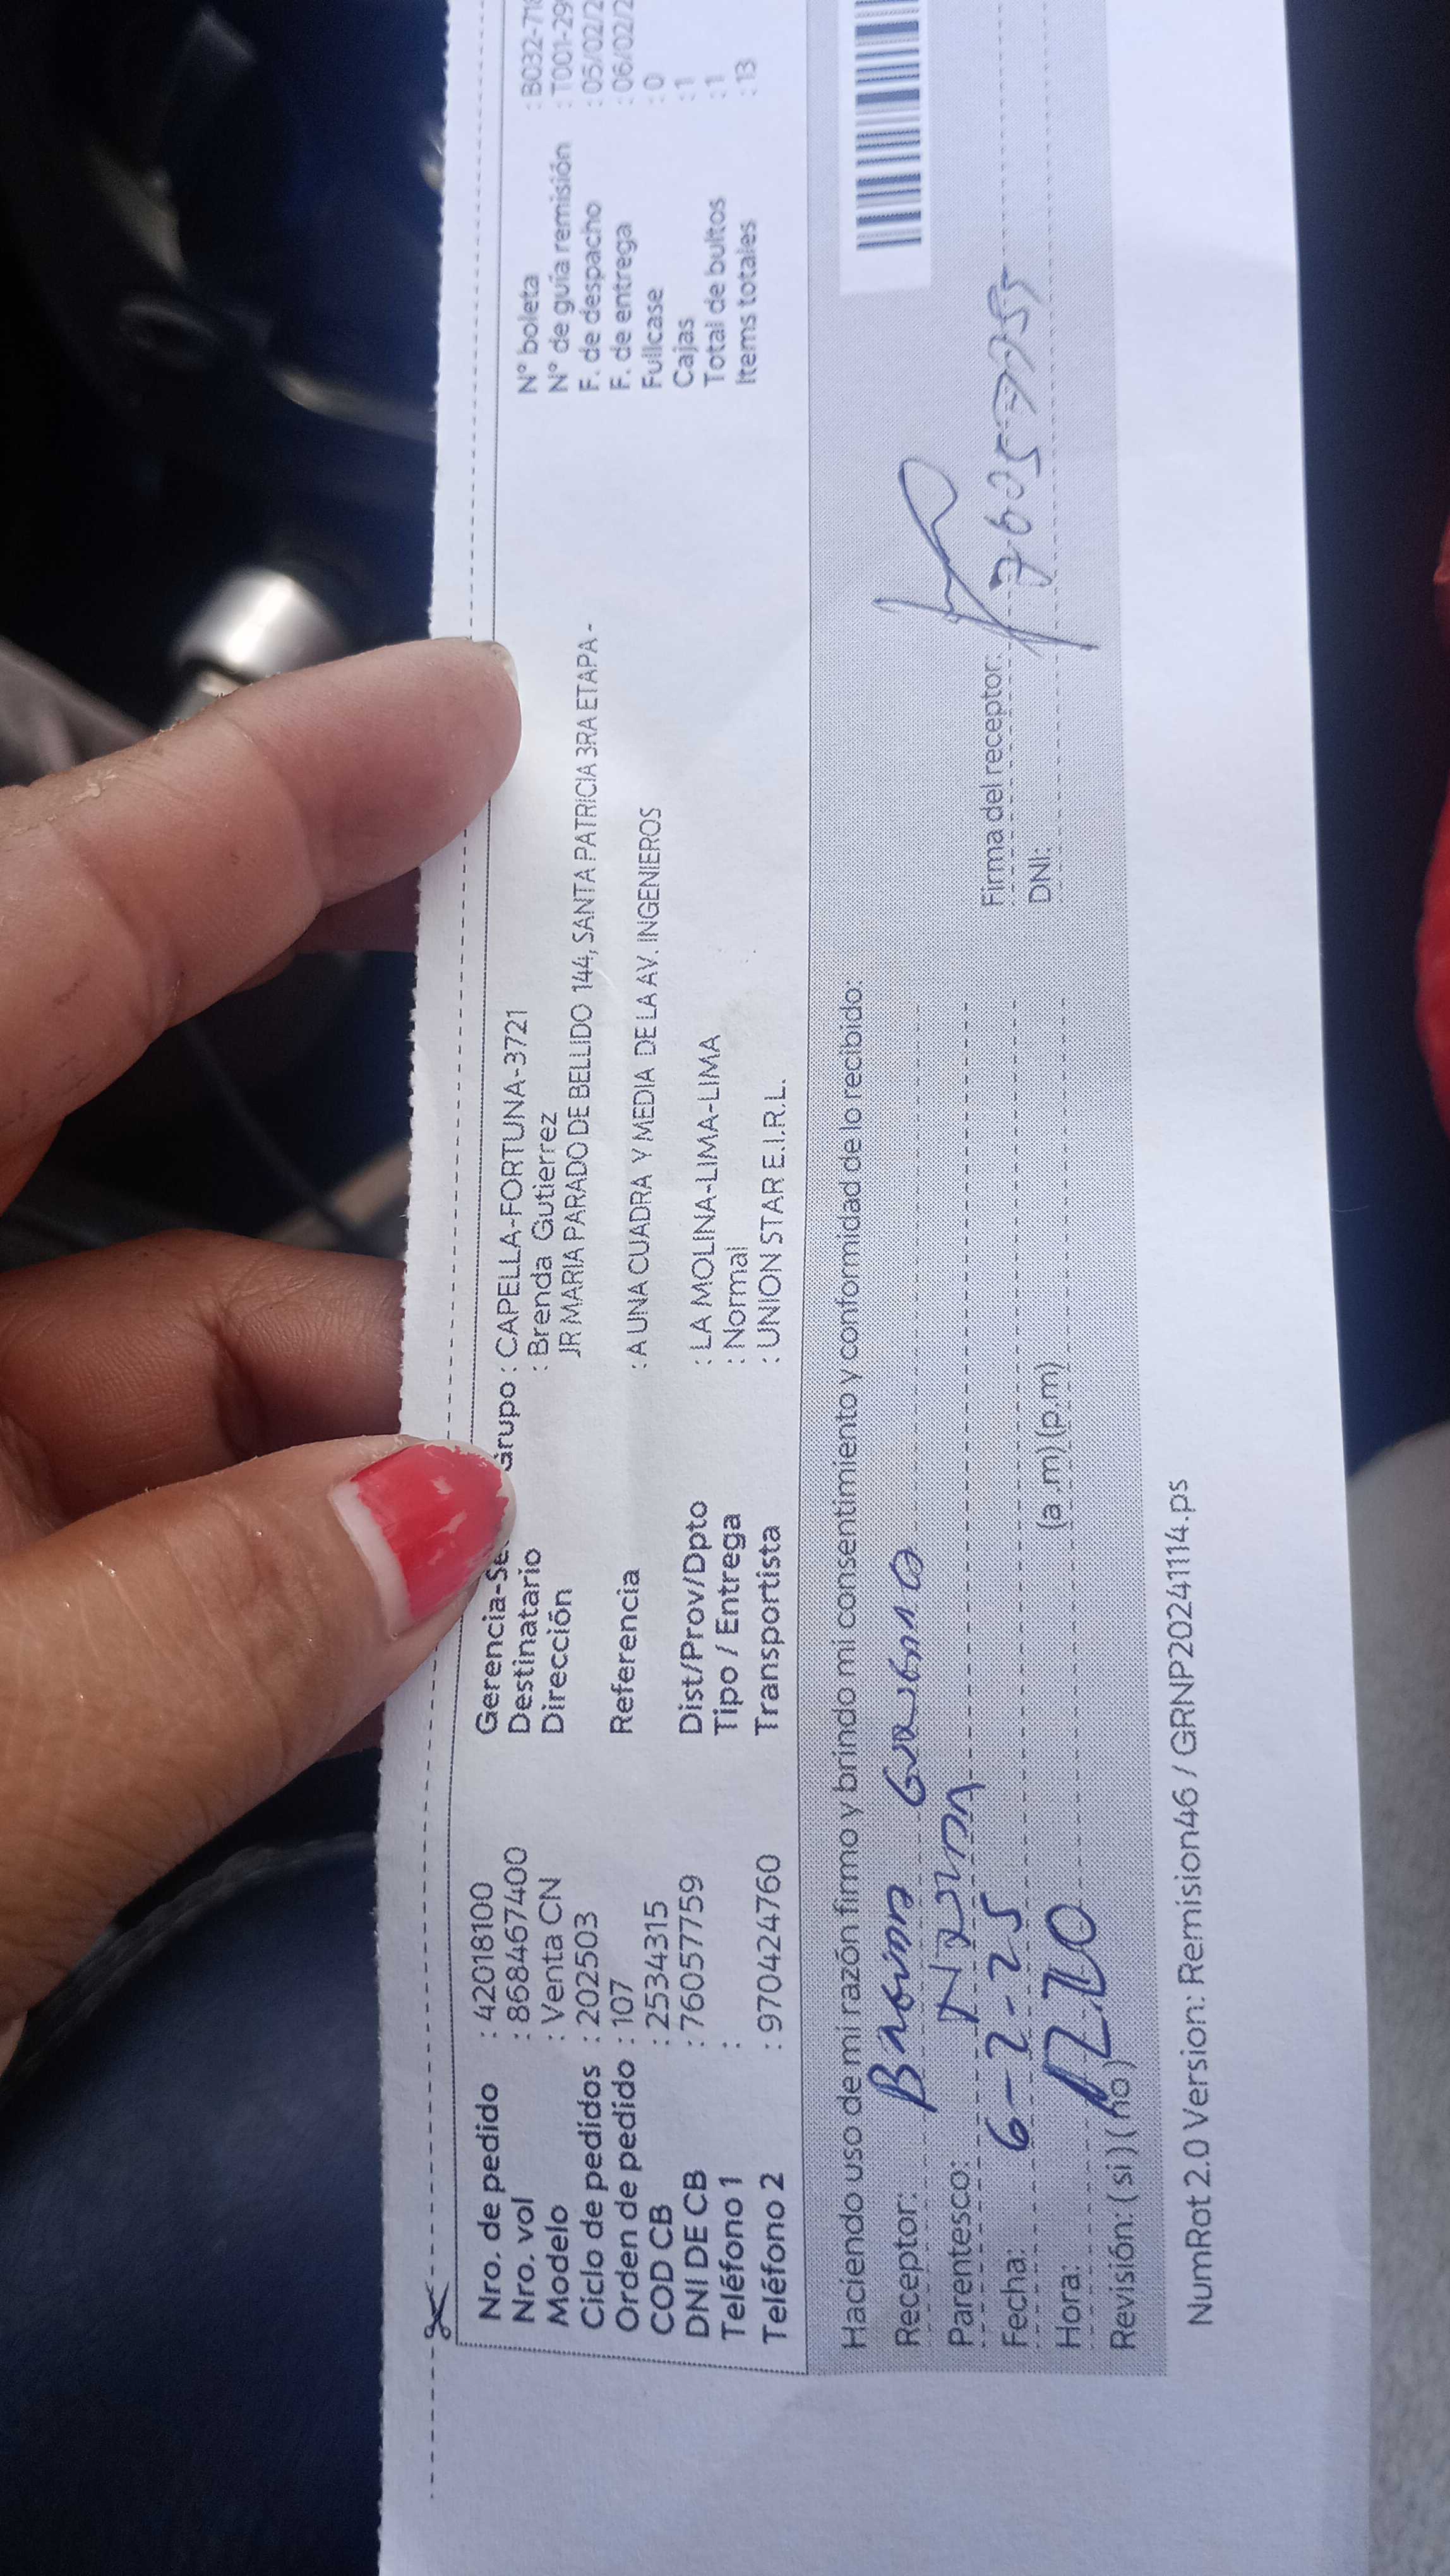 Nro. de pedido : 42018100
Nro. vol : 868467400
Modelo : Venta CN
Ciclo de pedidos : 202503
Orden de pedido : 107
COD CB : 2534315
DNI DE CB : 76057759
Teléfono 1 :
Teléfono 2 : 970424760
Gerencia-Se Grupo : CAPELLA-FORTUNA-3721
Destinatario : Brenda Gutierrez
Dirección JR MARIA PARADO DE BELLIDO 144, SANTA PATRICIA 3RA ETAPA -
Referencia : A UNA CUADRA Y MEDIA DE LA AV. INGENIEROS
Dist/Prov/Dpto : LA MOLINA-LIMA-LIMA
Tipo / Entrega : Normal
Transportista : UNION STAR E.I.R.L.
N° boleta : B032-71
N° de guía remisión : T001-29
F. de despacho : 05/02/2
F. de entrega : 06/02/2
Fullcase : 0
Cajas : 1
Total de bultos : 1
Items totales : 13
Haciendo uso de mi razón firmo y brindo mi consentimiento y conformidad de lo recibido:
Receptor:
Parentesco:
Fecha: 6-2-25
Hora: 12:20 (a.m) (p.m)
Revisión: (si) (no)
Firma del receptor:
DNI:
NumRot 2.0 Version: Remision46 / GRNP20241114.ps